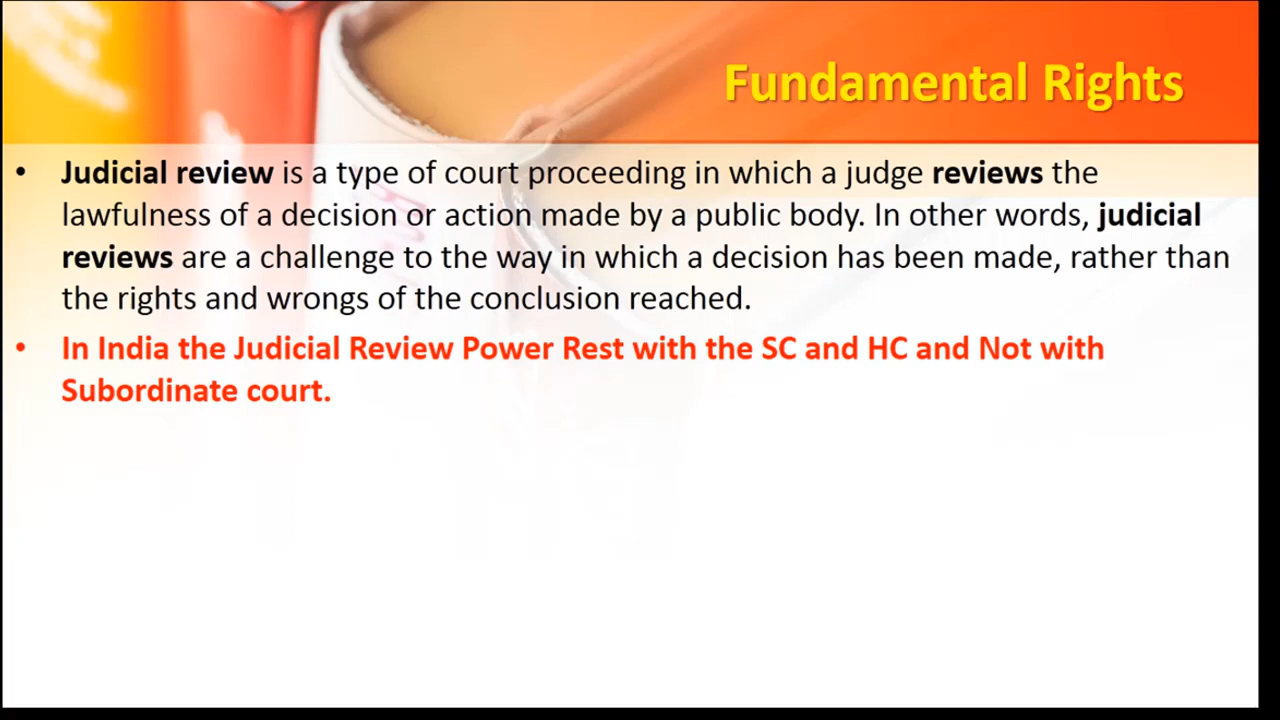 Fundamental Rights
• Judicial review is a type of court proceeding in which a judge reviews the
lawfulness of a decision or action made by a public body. In other words, judicial
reviews are a challenge to the way in which a decision has been made, rather than
the rights and wrongs of the conclusion reached.
• In India the Judicial Review Power Rest with the SC and HC and Not with
Subordinate court.